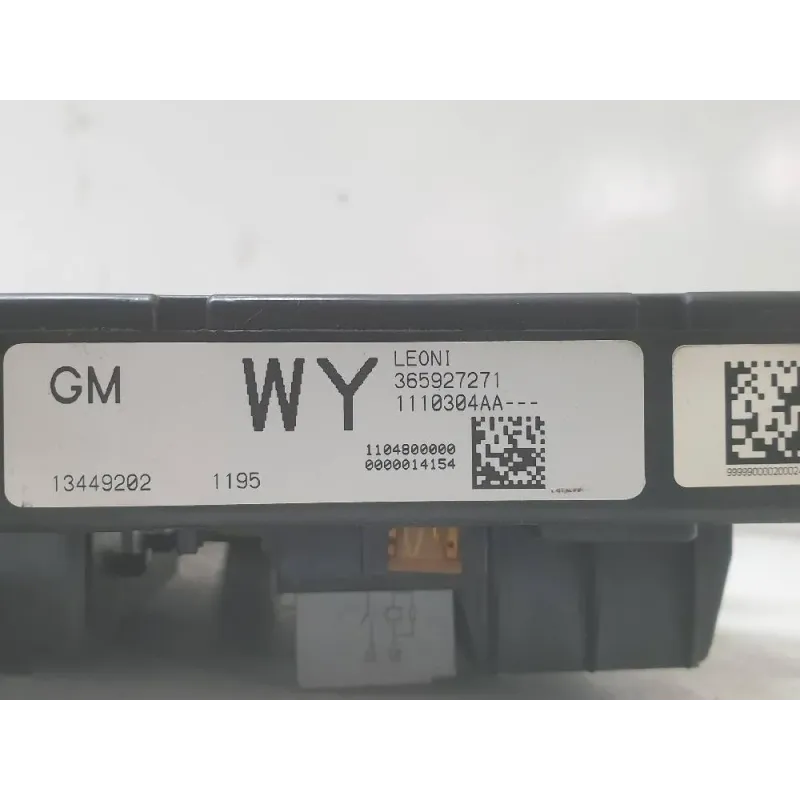 GM
WY
LEONI
365927271
1110304AA---
1104800000
0000014154
13449202
1195